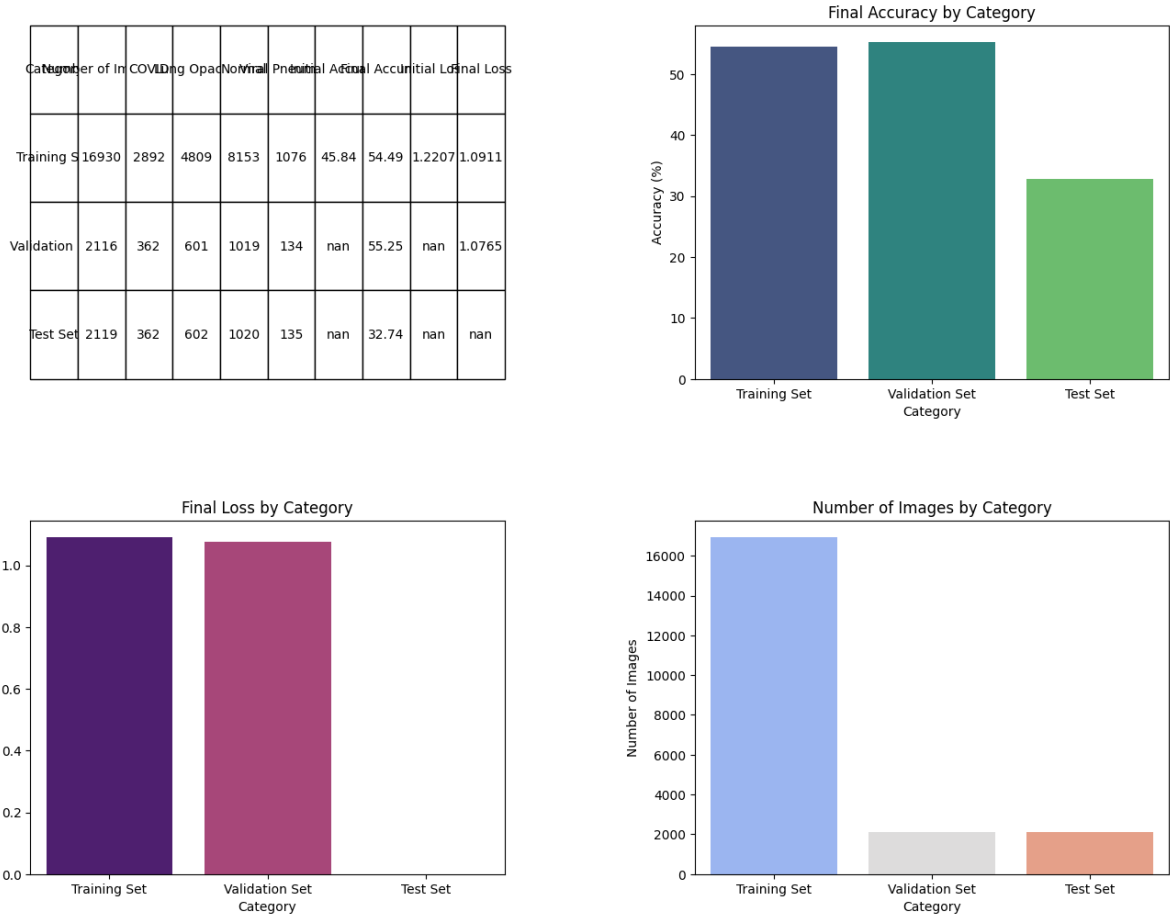 Final Accuracy by Category
COVID
Final Loss
Training S 16930 2892 4809 8153 1076 45.84 54.49 1.2207 1.0911
Validation 2116 362 601 1019 134 nan 55.25 nan 1.0765
Test Set 2119 362 602 1020 135 nan 32.74 nan nan
Accuracy (%)
50
40
30
20
10
0
Training Set Validation Set Test Set
Category
Final Loss by Category
1.0
0.8
0.6
0.4
0.2
0.0
Training Set Validation Set Test Set
Category
Number of Images by Category
Number of Images
16000
14000
12000
10000
8000
6000
4000
2000
0
Training Set Validation Set Test Set
Category